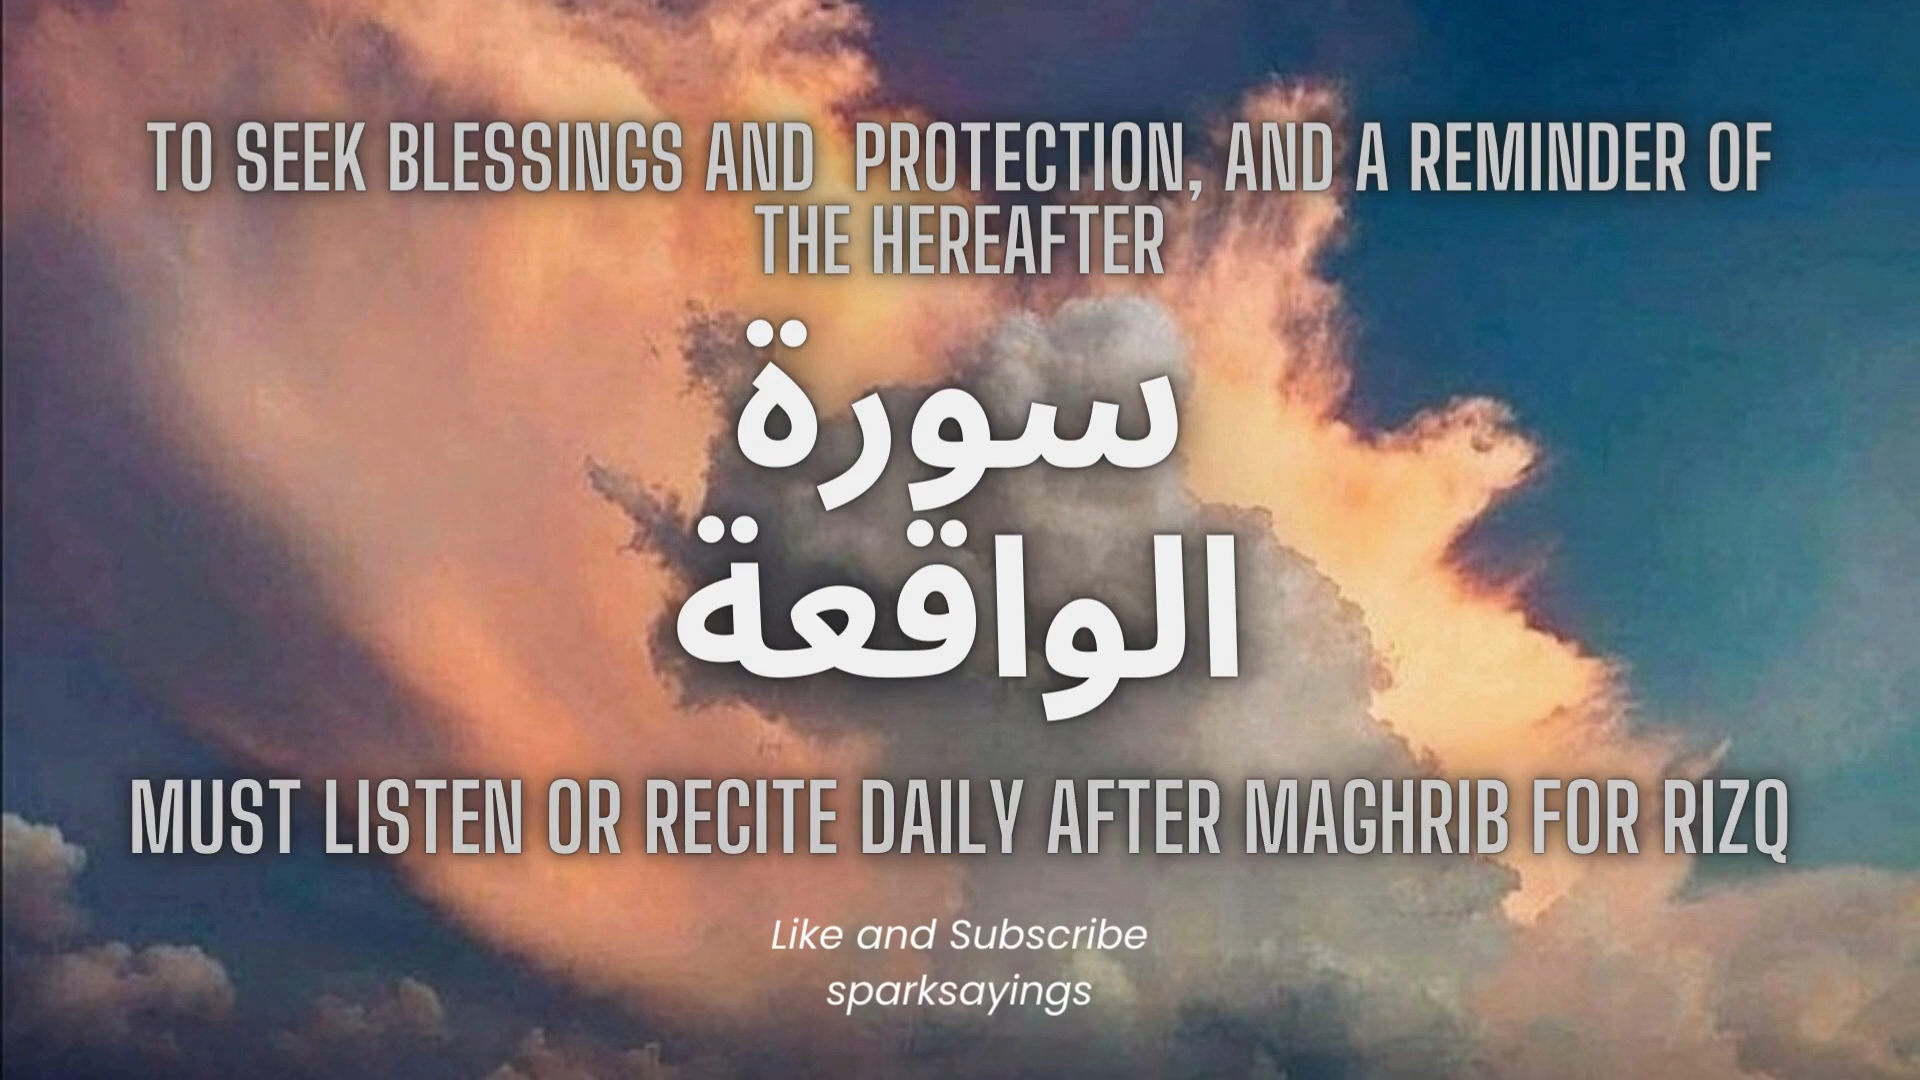 TO SEEK BLESSINGS AND PROTECTION, AND A REMINDER OF
THE HEREAFTER
سورة
الواقعة
MUST LISTEN OR RECITE DAILY AFTER MAGHRIB FOR RIZQ
Like and Subscribe
sparksayings